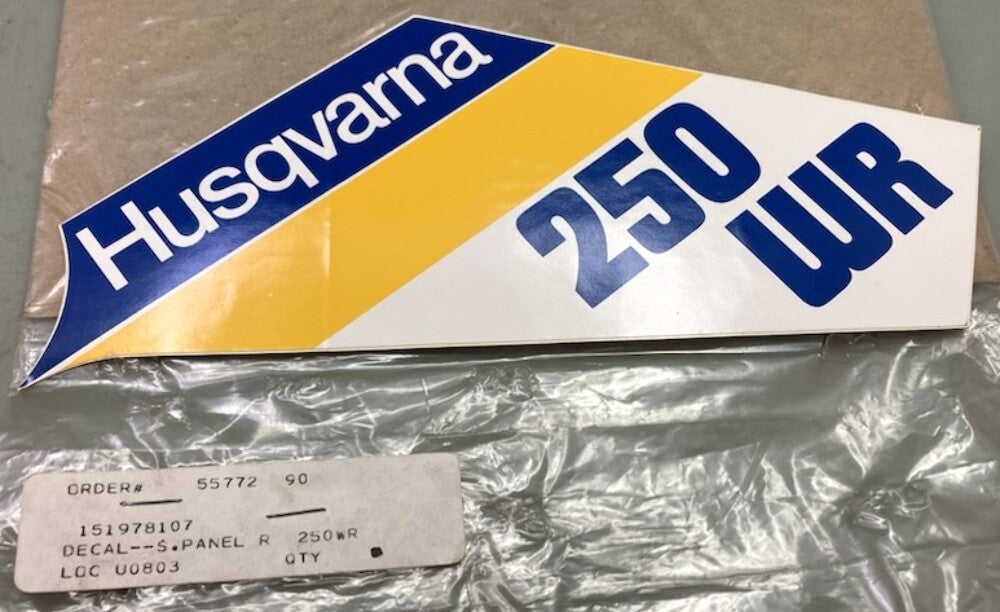 Husqvarna
250
WR
ORDER# 55772 90
151978107
DECAL--S.PANEL R 250WR
LOC U0803 QTY